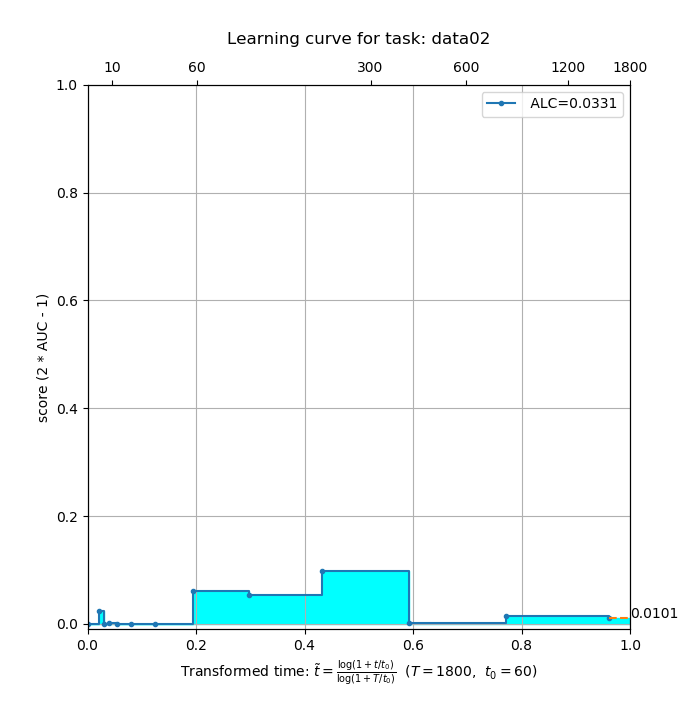 Learning curve for task: data02
10 60 300 600 1200 1800
1.0
ALC=0.0331
0.8
0.6
score (2 * AUC - 1)
0.4
0.2
0.0
0.0101
0.0 0.2 0.4 0.6 0.8 1.0
Transformed time: t̃ = log(1 + t/t₀) / log(1 + T/t₀) (T = 1800, t₀ = 60)